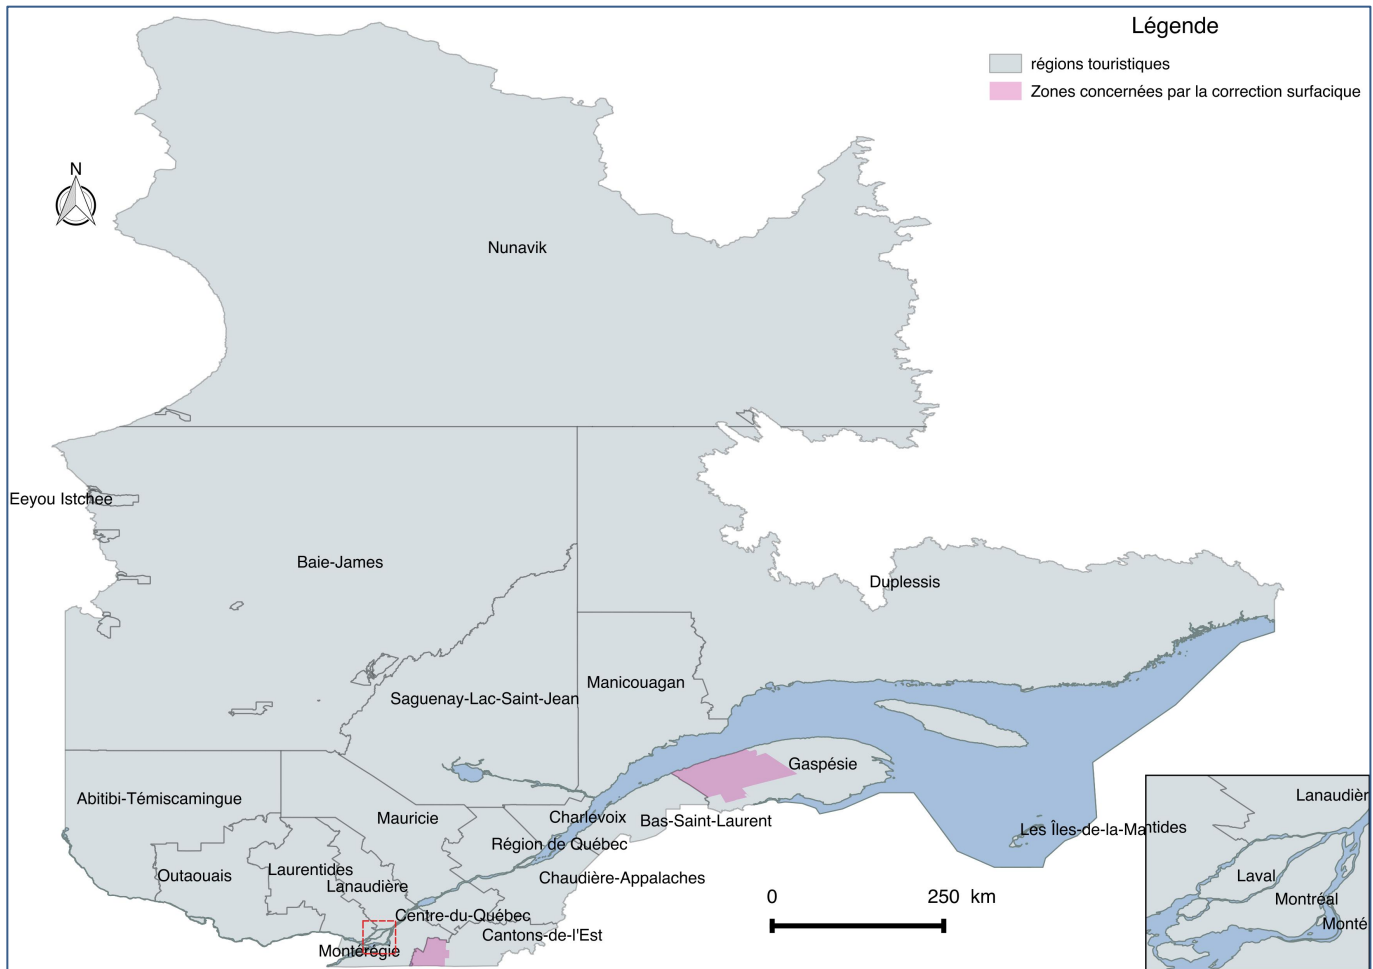 Légende
régions touristiques
Zones concernées par la correction surfacique
N
Nunavik
Eeyou Istchee
Baie-James
Duplessis
Manicouagan
Saguenay-Lac-Saint-Jean
Gaspésie
Abitibi-Témiscamingue
Mauricie
Charlevoix
Bas-Saint-Laurent
Les Îles-de-la-Mantides
Région de Québec
Outaouais
Laurentides
Lanaudière
Chaudière-Appalaches
Centre-du-Québec
Cantons-de-l'Est
Montérégie
0 250 km
Lanaudièr
Laval
Montréal
Monté